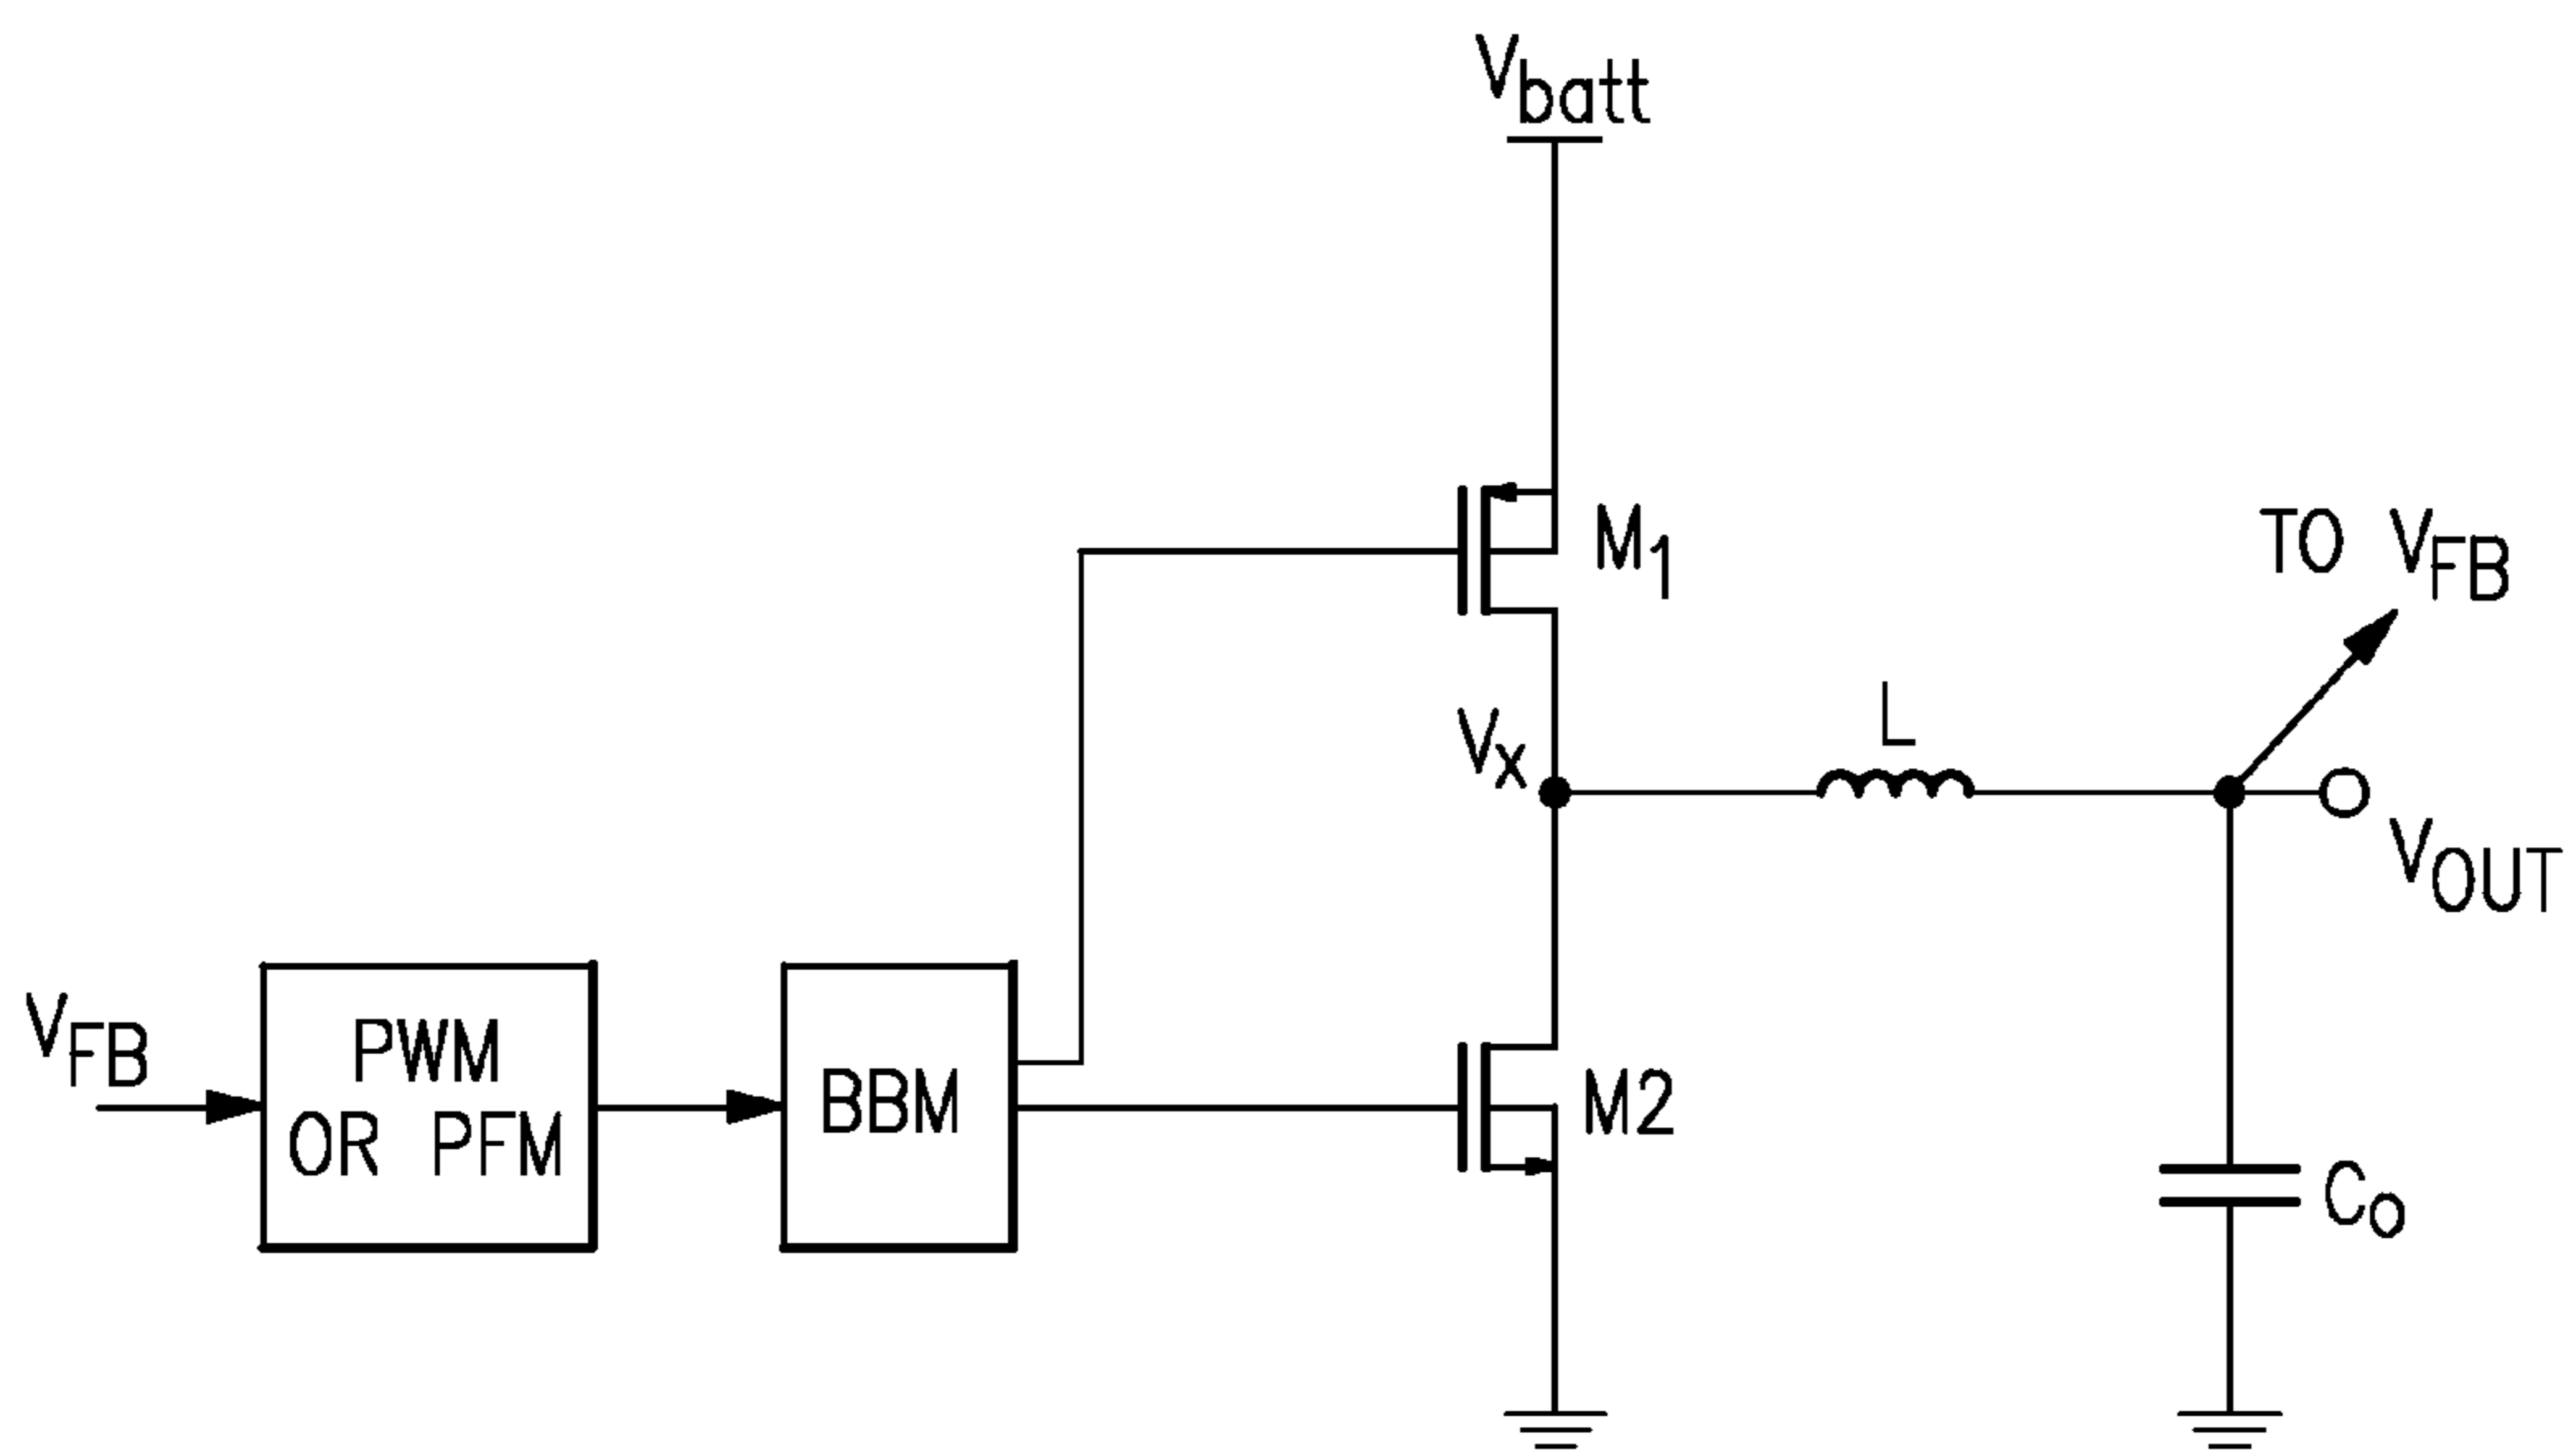 Vbatt
M1
TO VFB
L
Vx
VOUT
VFB
PWM
OR PFM
BBM
M2
Co